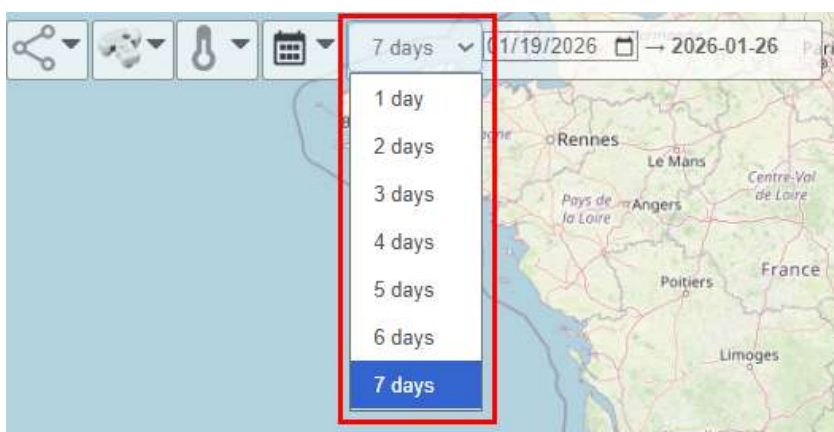 7 days 01/19/2026 → 2026-01-26
1 day
2 days
3 days
4 days
5 days
6 days
7 days
Rennes
Le Mans
Centre-Val
de Loire
Pays de
la Loire
Angers
Poitiers
France
Limoges